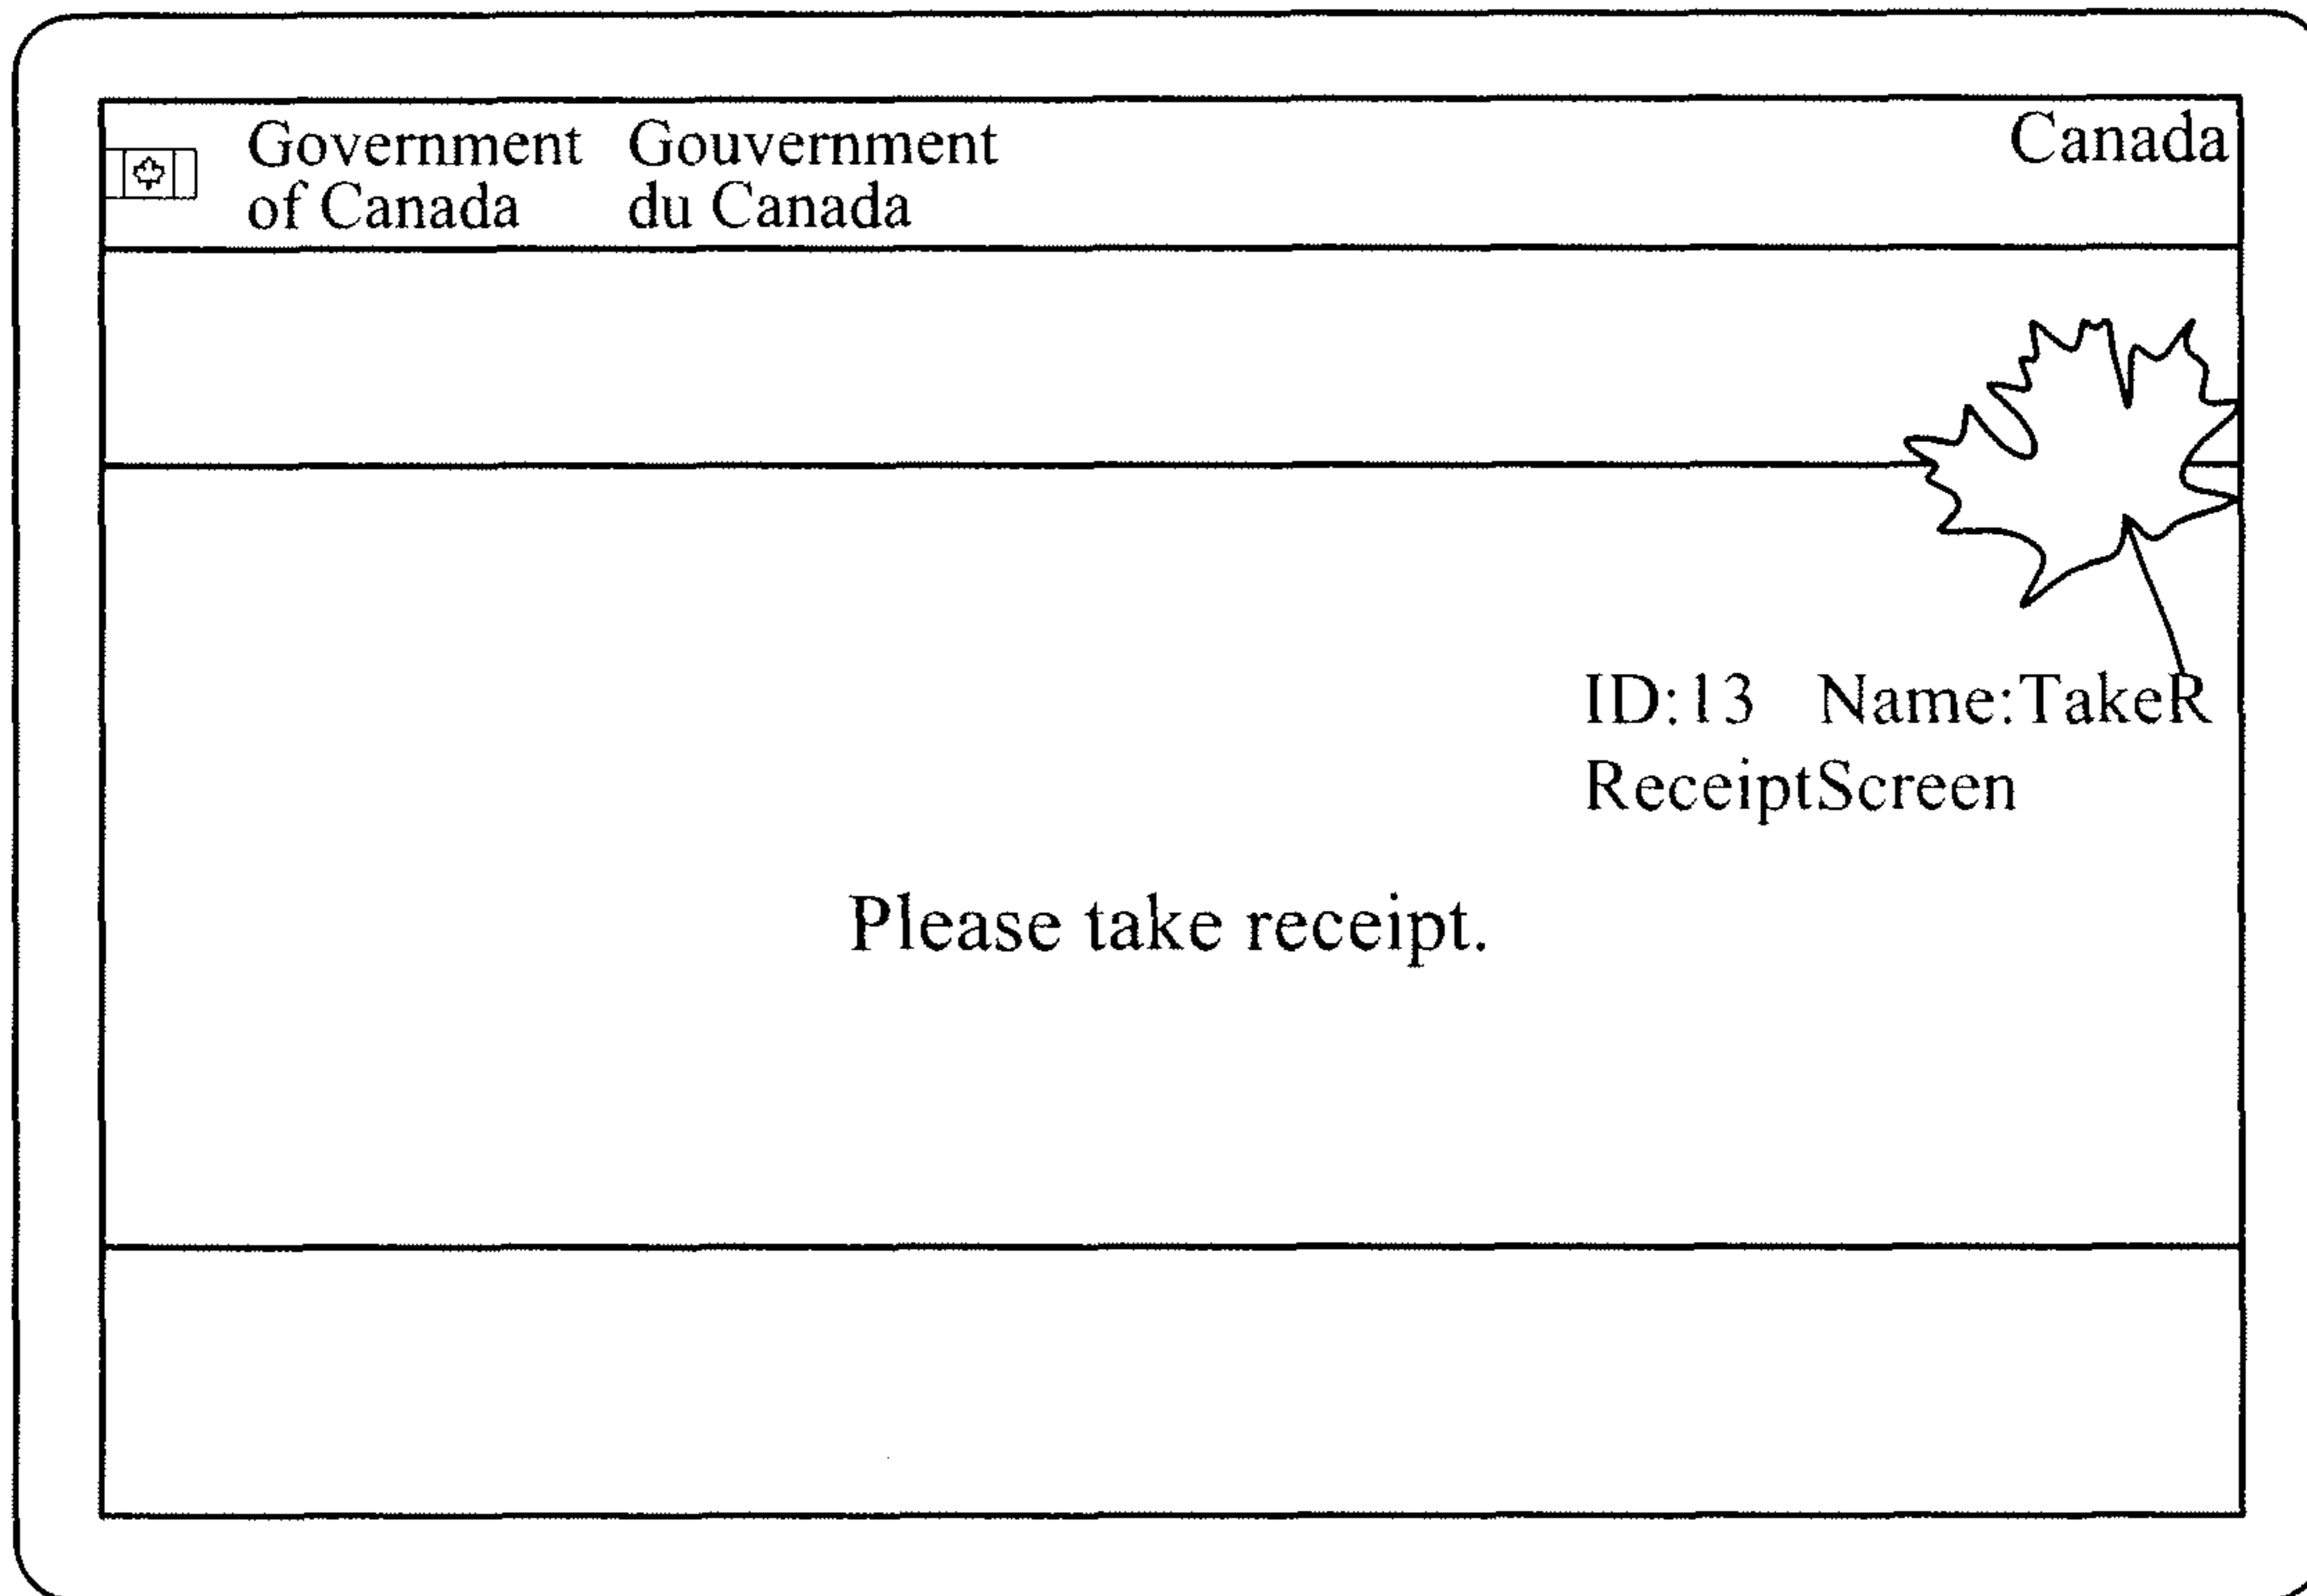 Government Gouvernment Canada
of Canada du Canada
ID:13 Name:TakeR
ReceiptScreen
Please take receipt.